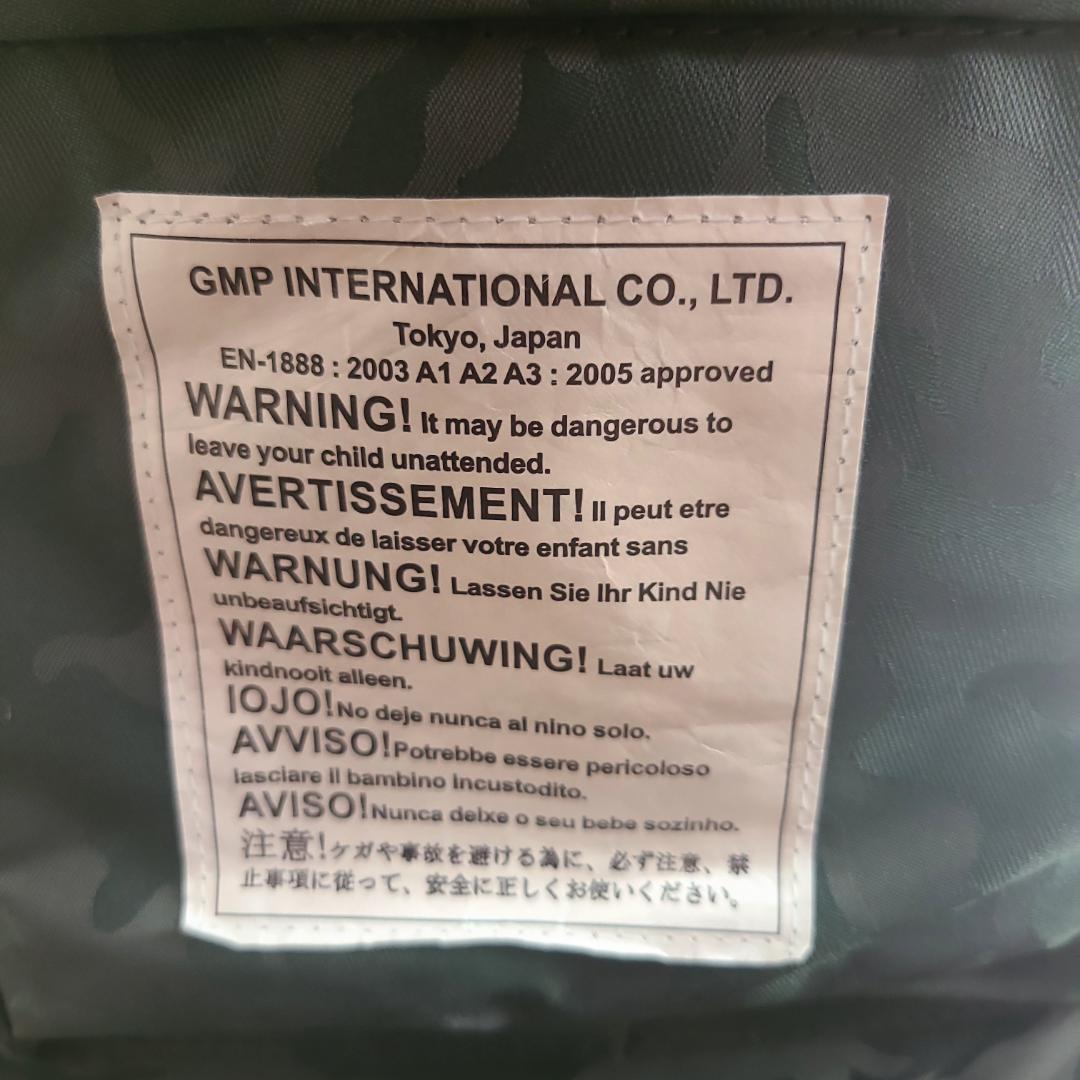 GMP INTERNATIONAL CO., LTD.
Tokyo, Japan
EN-1888 : 2003 A1 A2 A3 : 2005 approved
WARNING! It may be dangerous to
leave your child unattended.
AVERTISSEMENT! Il peut etre
dangereux de laisser votre enfant sans
WARNUNG! Lassen Sie Ihr Kind Nie
unbeaufsichtigt.
WAARSCHUWING! Laat uw
kindnooit alleen.
IOJO! No deje nunca al nino solo.
AVVISO! Potrebbe essere pericoloso
lasciare il bambino incustodito.
AVISO! Nunca deixe o seu bebe sozinho.
注意!ケガや事故を避ける為に、必ず注意、禁
止事項に従って、安全に正しくお使いください。